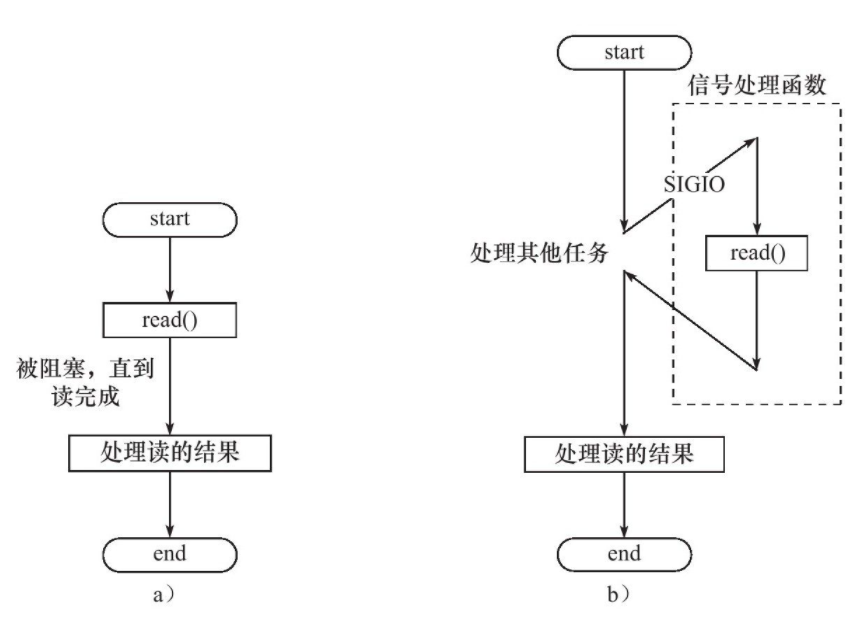 start
read()
被阻塞，直到
读完成
处理读的结果
end
a）
start
信号处理函数
SIGIO
处理其他任务
read()
处理读的结果
end
b）